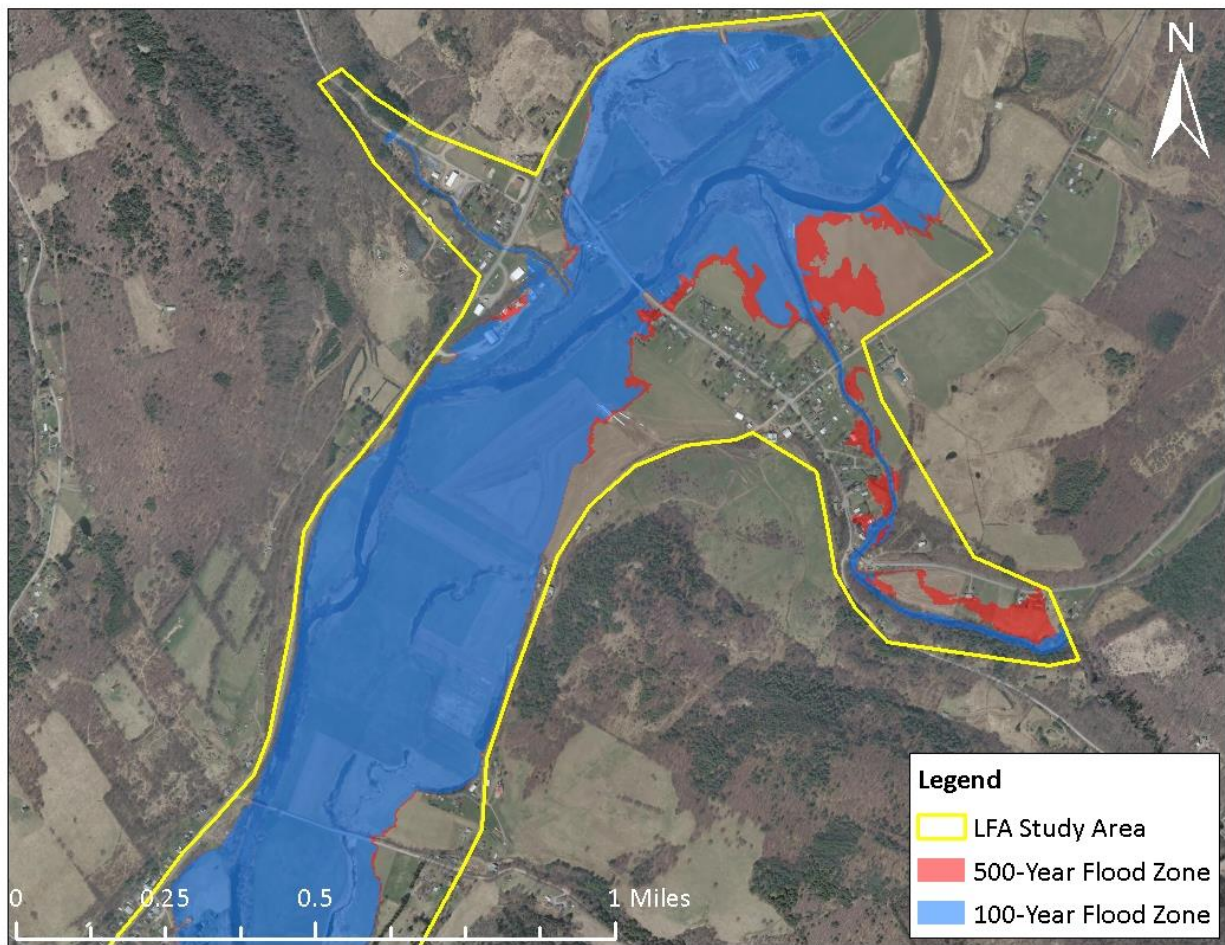 N
Legend
LFA Study Area
500-Year Flood Zone
100-Year Flood Zone
0 0.25 0.5 1 Miles